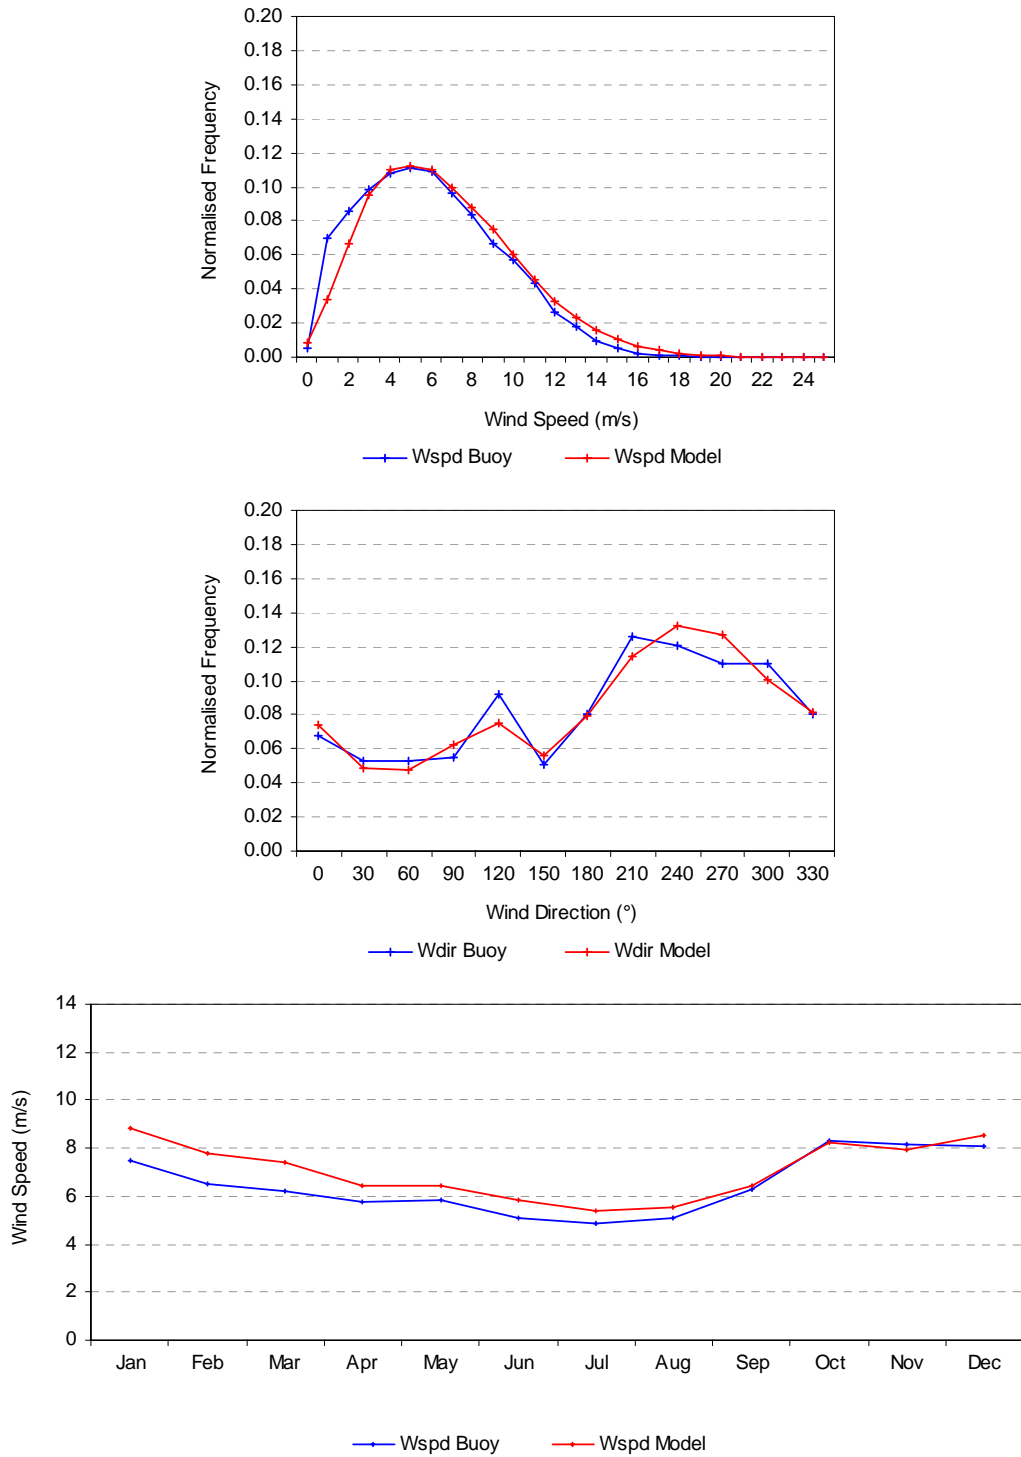 0.20
0.18
0.16
0.14
0.12
0.10
0.08
0.06
0.04
0.02
0.00
Normalised Frequency
0 2 4 6 8 10 12 14 16 18 20 22 24
Wind Speed (m/s)
Wspd Buoy Wspd Model
0.20
0.18
0.16
0.14
0.12
0.10
0.08
0.06
0.04
0.02
0.00
Normalised Frequency
0 30 60 90 120 150 180 210 240 270 300 330
Wind Direction (°)
Wdir Buoy Wdir Model
14
12
10
8
6
4
2
0
Wind Speed (m/s)
Jan Feb Mar Apr May Jun Jul Aug Sep Oct Nov Dec
Wspd Buoy Wspd Model